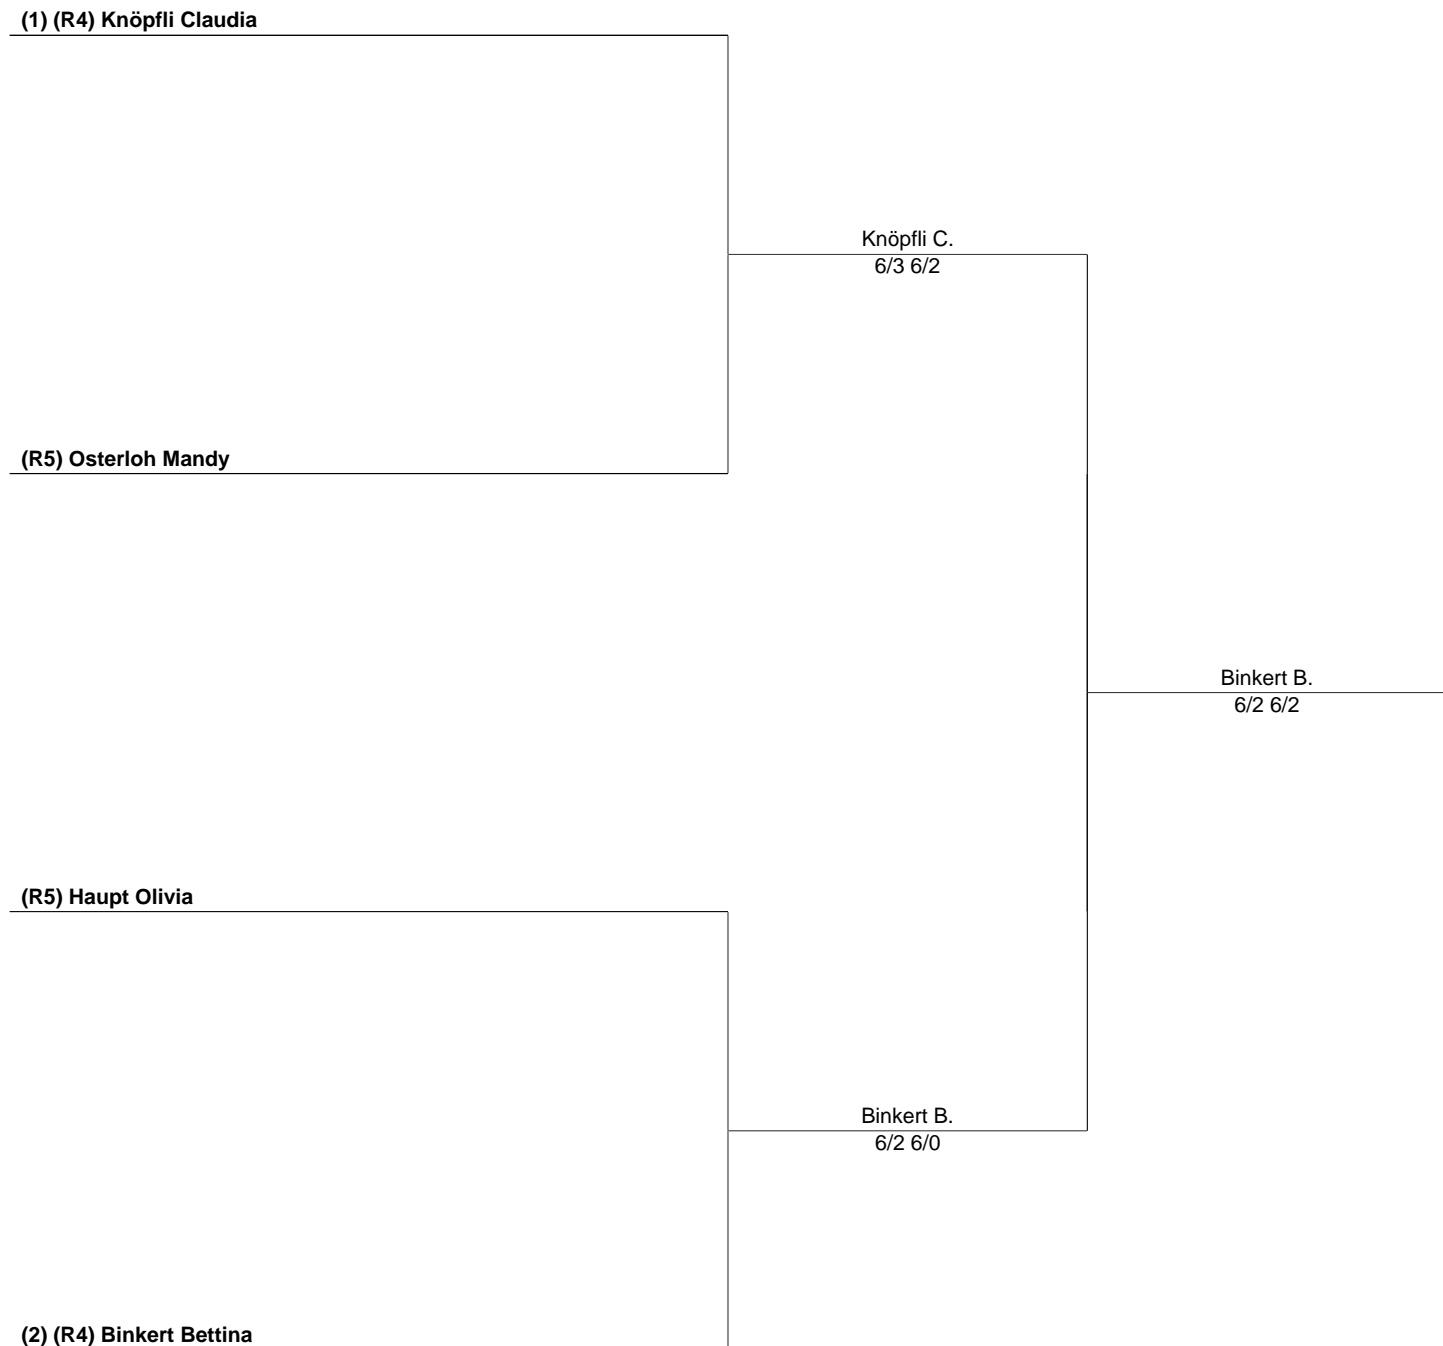 (1) (R4) Knöpfli Claudia
Knöpfli C.
6/3 6/2
(R5) Osterloh Mandy
Binkert B.
6/2 6/2
(R5) Haupt Olivia
Binkert B.
6/2 6/0
(2) (R4) Binkert Bettina